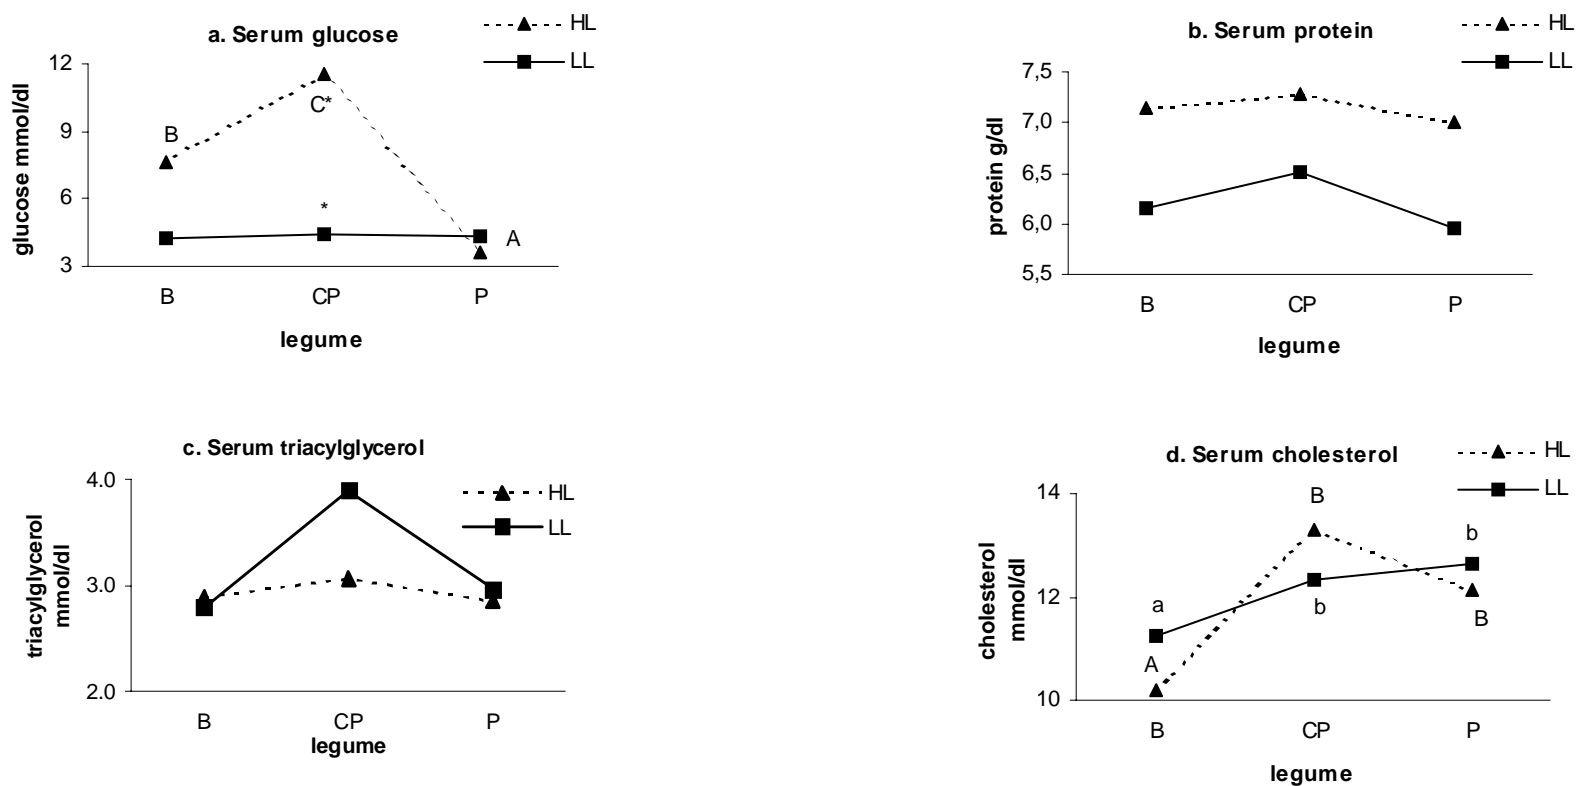 a. Serum glucose
HL
LL
12
9
6
3
glucose mmol/dl
B
C*
*
A
B CP P
legume
b. Serum protein
HL
LL
7,5
7,0
6,5
6,0
5,5
protein g/dl
B CP P
legume
c. Serum triacylglycerol
HL
LL
4.0
3.0
2.0
triacylglycerol
mmol/dl
B CP P
legume
d. Serum cholesterol
HL
LL
14
12
10
cholesterol
mmol/dl
B
b
a
b
B
A
B CP P
legume